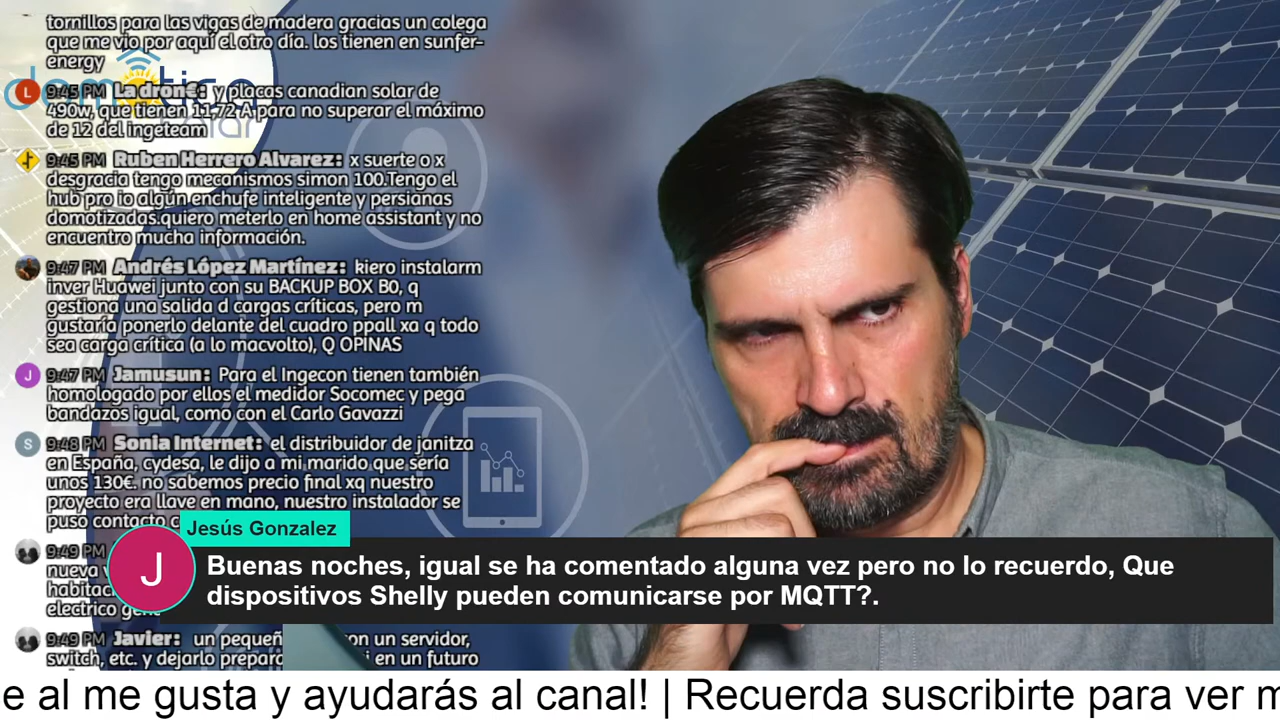 tornillos para las vigas de madera gracias un colega
que me vio por aquí el otro día. los tienen en sunfer-
energy
L 9:45 PM Ladron€: y placas canadian solar de
490w, que tienen 11,72 A para no superar el máximo
de 12 del ingeteam
9:45 PM Ruben Herrero Alvarez: x suerte o x
desgracia tengo mecanismos simon 100.Tengo el
hub pro io algún enchufe inteligente y persianas
domotizadas.quiero meterlo en home assistant y no
encuentro mucha información.
9:47 PM Andrés López Martínez: kiero instalarm
inver Huawei junto con su BACKUP BOX B0, q
gestiona una salida d cargas críticas, pero m
gustaría ponerlo delante del cuadro ppall xa q todo
sea carga crítica (a lo macvolto), Q OPINAS
J 9:47 PM Jamusun: Para el Ingecon tienen también
homologado por ellos el medidor Socomec y pega
bandazos igual, como con el Carlo Gavazzi
S 9:48 PM Sonia Internet: el distribuidor de janitza
en España, cydesa, le dijo a mi marido que sería
unos 130€. no sabemos precio final xq nuestro
proyecto era llave en mano, nuestro instalador se
puso contacto
9:49 PM
nueva
electrico
9:49 PM Javier: un pequeñ on un servidor,
switch, etc. y dejarlo en un futuro
Jesús Gonzalez
J
Buenas noches, igual se ha comentado alguna vez pero no lo recuerdo, Que
dispositivos Shelly pueden comunicarse por MQTT?.
e al me gusta y ayudarás al canal! | Recuerda suscribirte para ver m